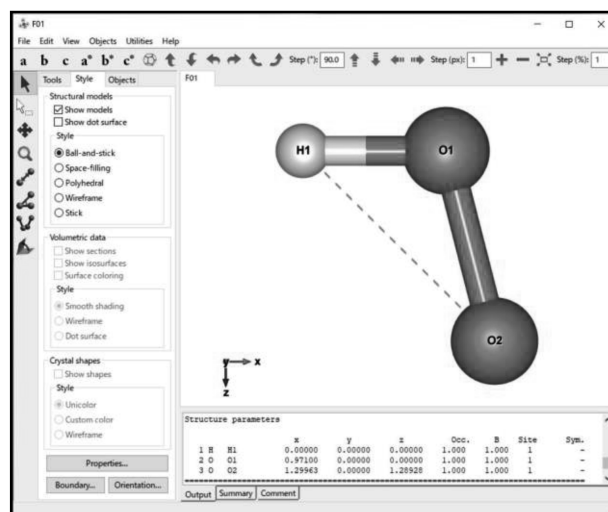 F01
File Edit View Objects Utilities Help
a b c a* b* c* Step (°): 90.0 Step (px): 1 Step (%): 1
Tools Style Objects
F01
Structural models
Show models
Show dot surface
Style
Ball-and-stick
Space-filling
Polyhedral
Wireframe
Stick
Volumetric data
Show sections
Show isosurfaces
Surface coloring
Style
Smooth shading
Wireframe
Dot surface
Crystal shapes
Show shapes
Style
Unicolor
Custom color
Wireframe
Properties...
Boundary... Orientation...
H1 O1
O2
y x
z
Structure parameters
x y z Occ. B Site Sym.
1 H H1 0.00000 0.00000 0.00000 1.000 1.000 1 -
2 O O1 0.97100 0.00000 0.00000 1.000 1.000 1 -
3 O O2 1.29963 0.00000 1.28928 1.000 1.000 1 -
Output Summary Comment